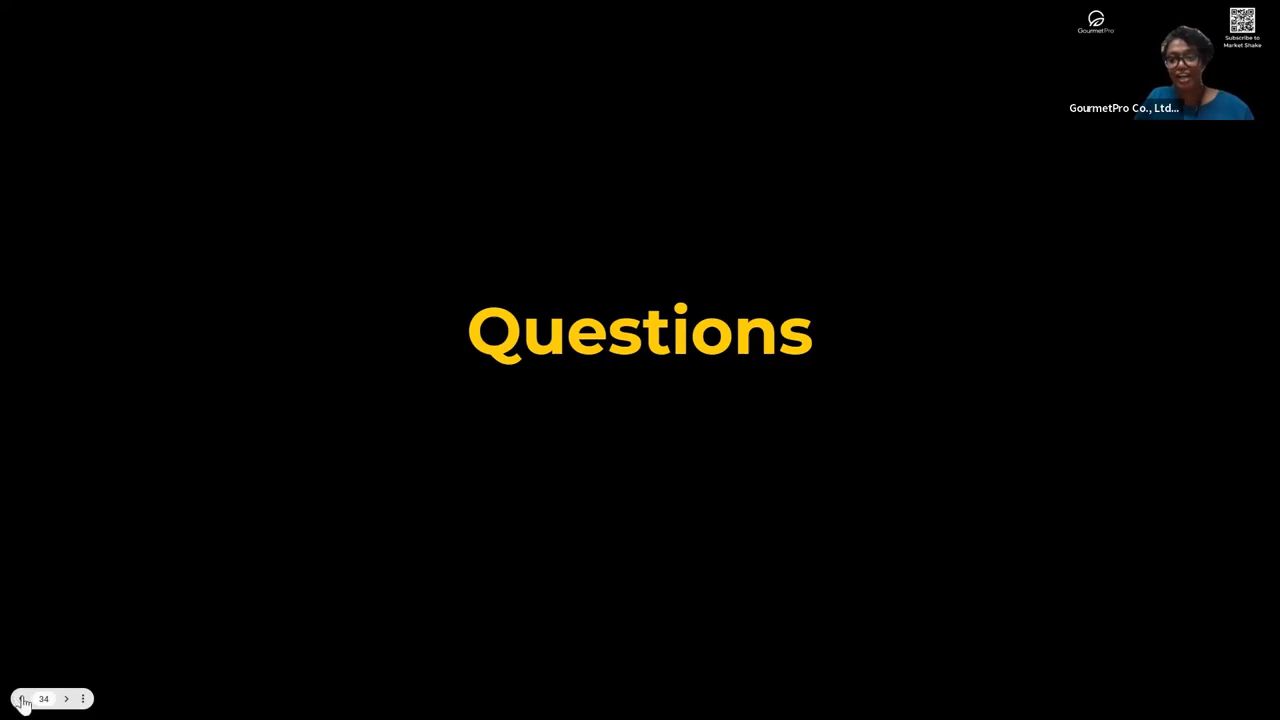 GourmetPro
Subscribe to
Market Shake
GourmetPro Co., Ltd...
Questions
34